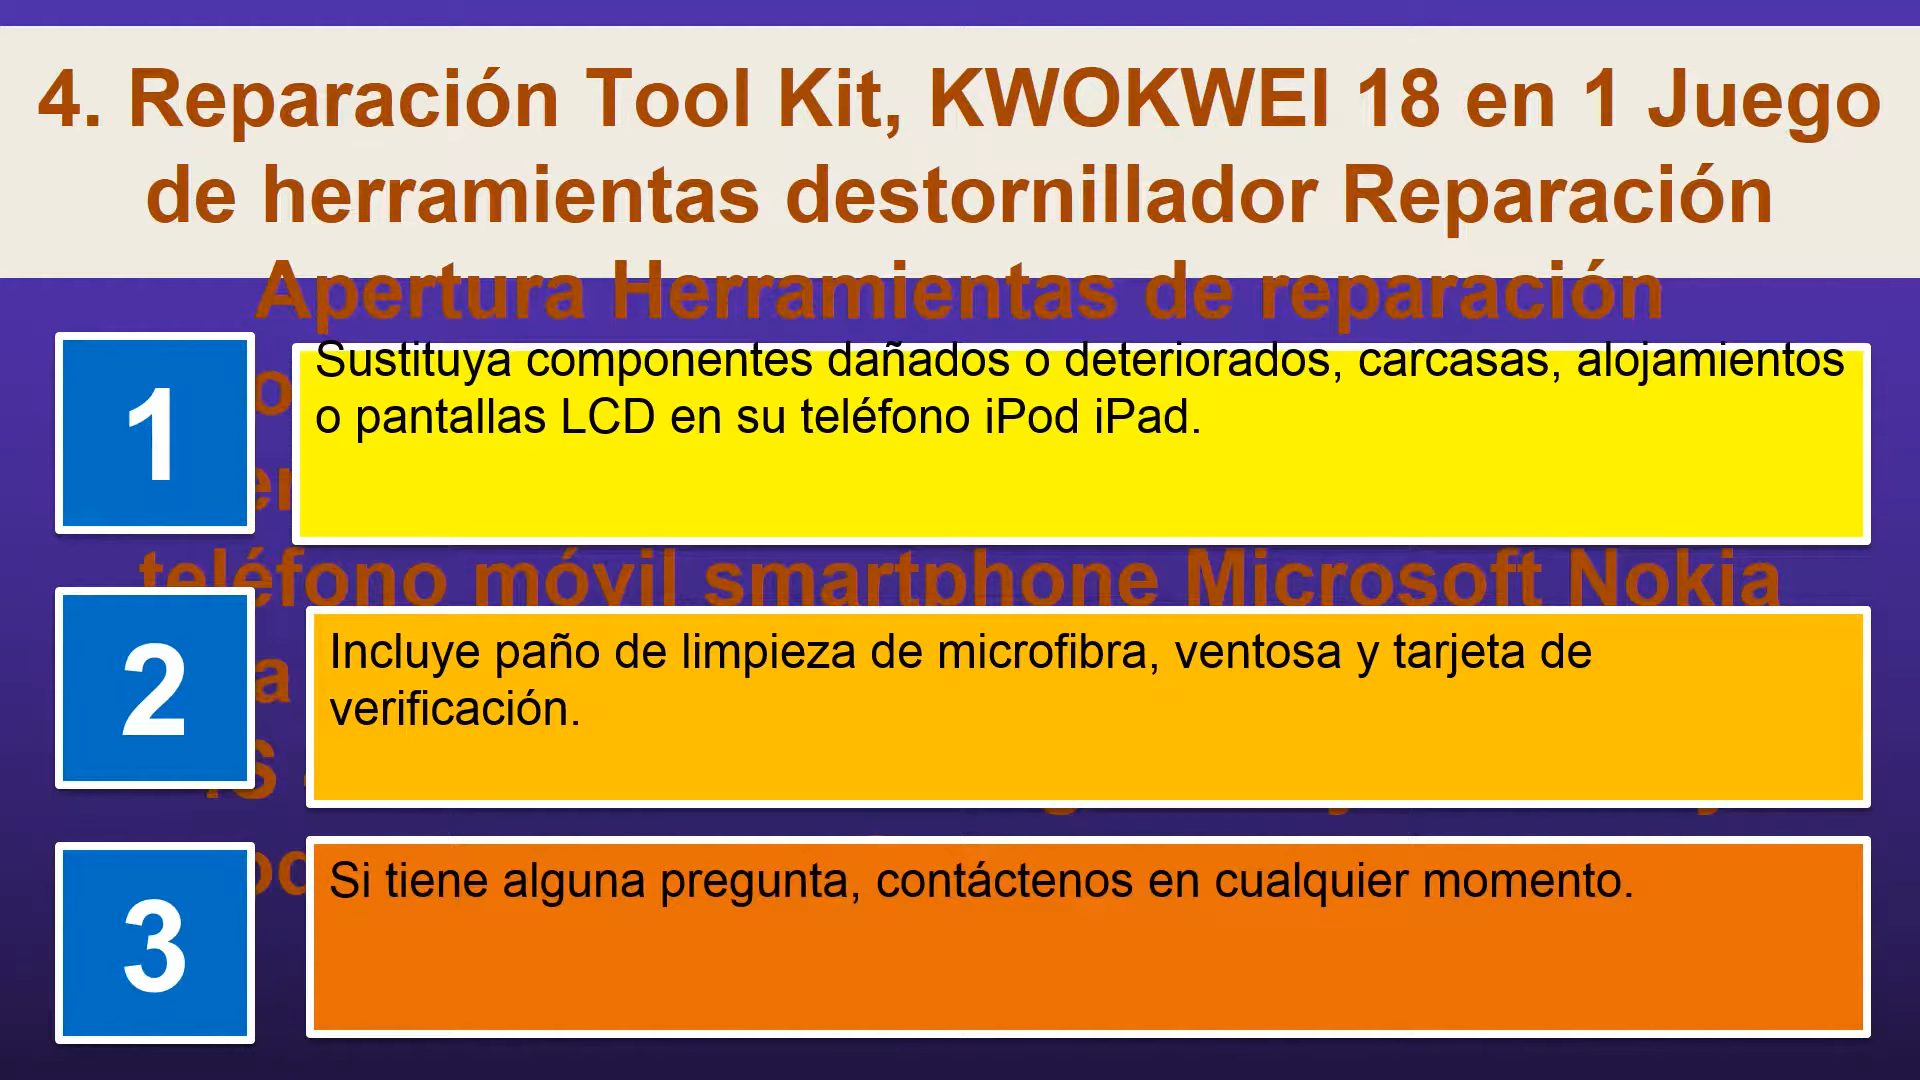 4. Reparación Tool Kit, KWOKWEI 18 en 1 Juego
de herramientas destornillador Reparación
Apertura Herramientas de reparación
1
Sustituya componentes dañados o deteriorados, carcasas, alojamientos
o pantallas LCD en su teléfono iPod iPad.
teléfono móvil smartphone Microsoft Nokia
2
Incluye paño de limpieza de microfibra, ventosa y tarjeta de
verificación.
3
Si tiene alguna pregunta, contáctenos en cualquier momento.